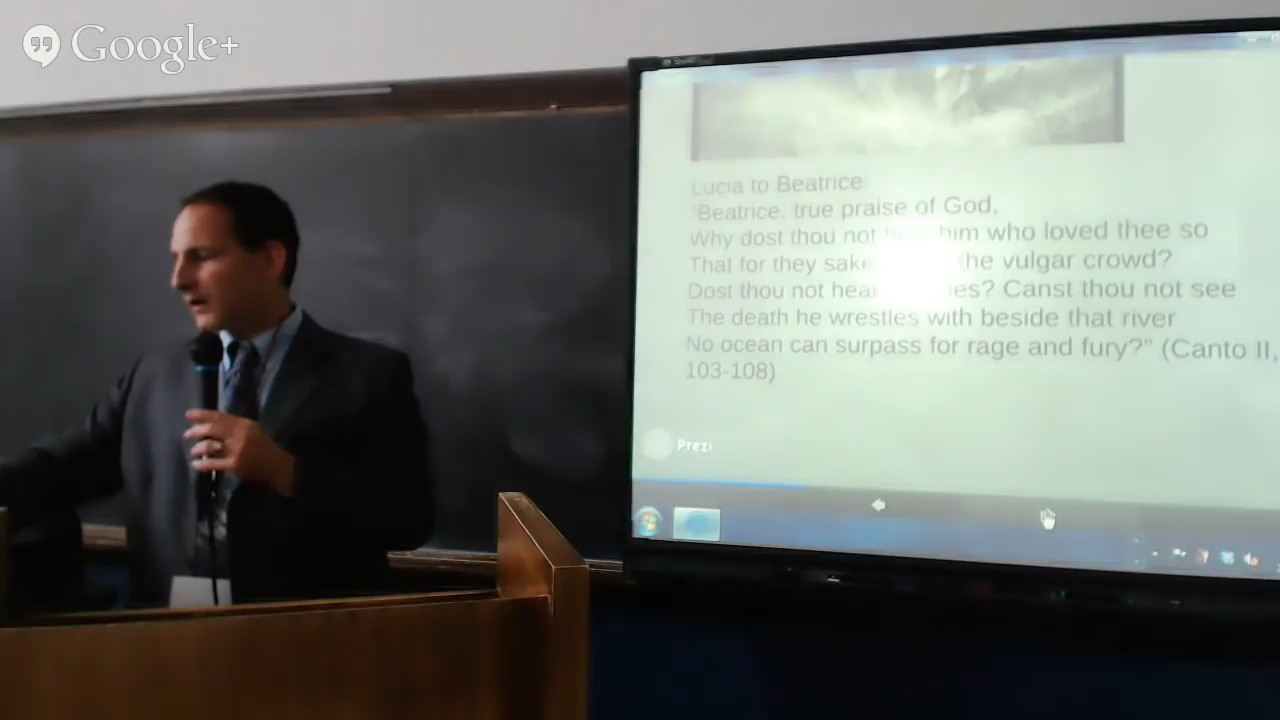 Google+
Lucia to Beatrice:
"Beatrice, true praise of God,
Why dost thou not him who loved thee so
That for they sake the vulgar crowd?
Dost thou not hear Canst thou not see
The death he wrestles with beside that river
No ocean can surpass for rage and fury?" (Canto II,
103-108)
Prezi